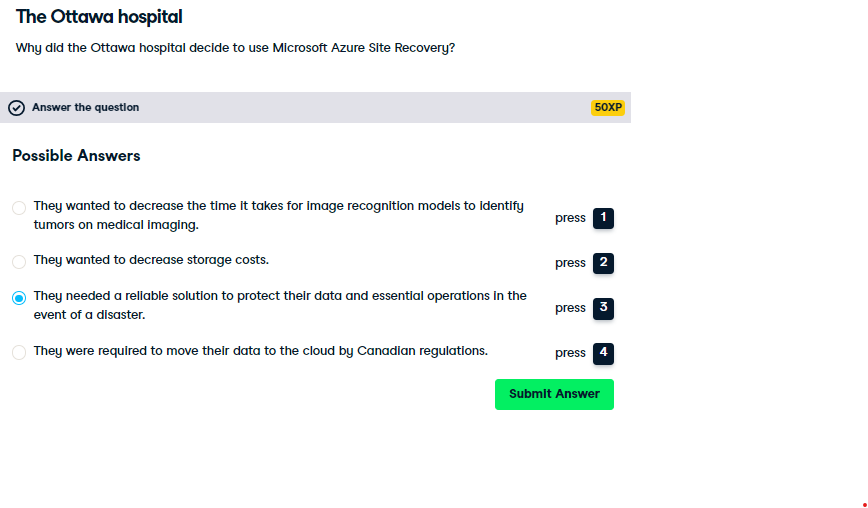 The Ottawa hospital
Why did the Ottawa hospital decide to use Microsoft Azure Site Recovery?
Answer the question
50XP
Possible Answers
They wanted to decrease the time it takes for image recognition models to identify
tumors on medical imaging.
press 1
They wanted to decrease storage costs.
press 2
They needed a reliable solution to protect their data and essential operations in the
event of a disaster.
press 3
They were required to move their data to the cloud by Canadian regulations.
press 4
Submit Answer